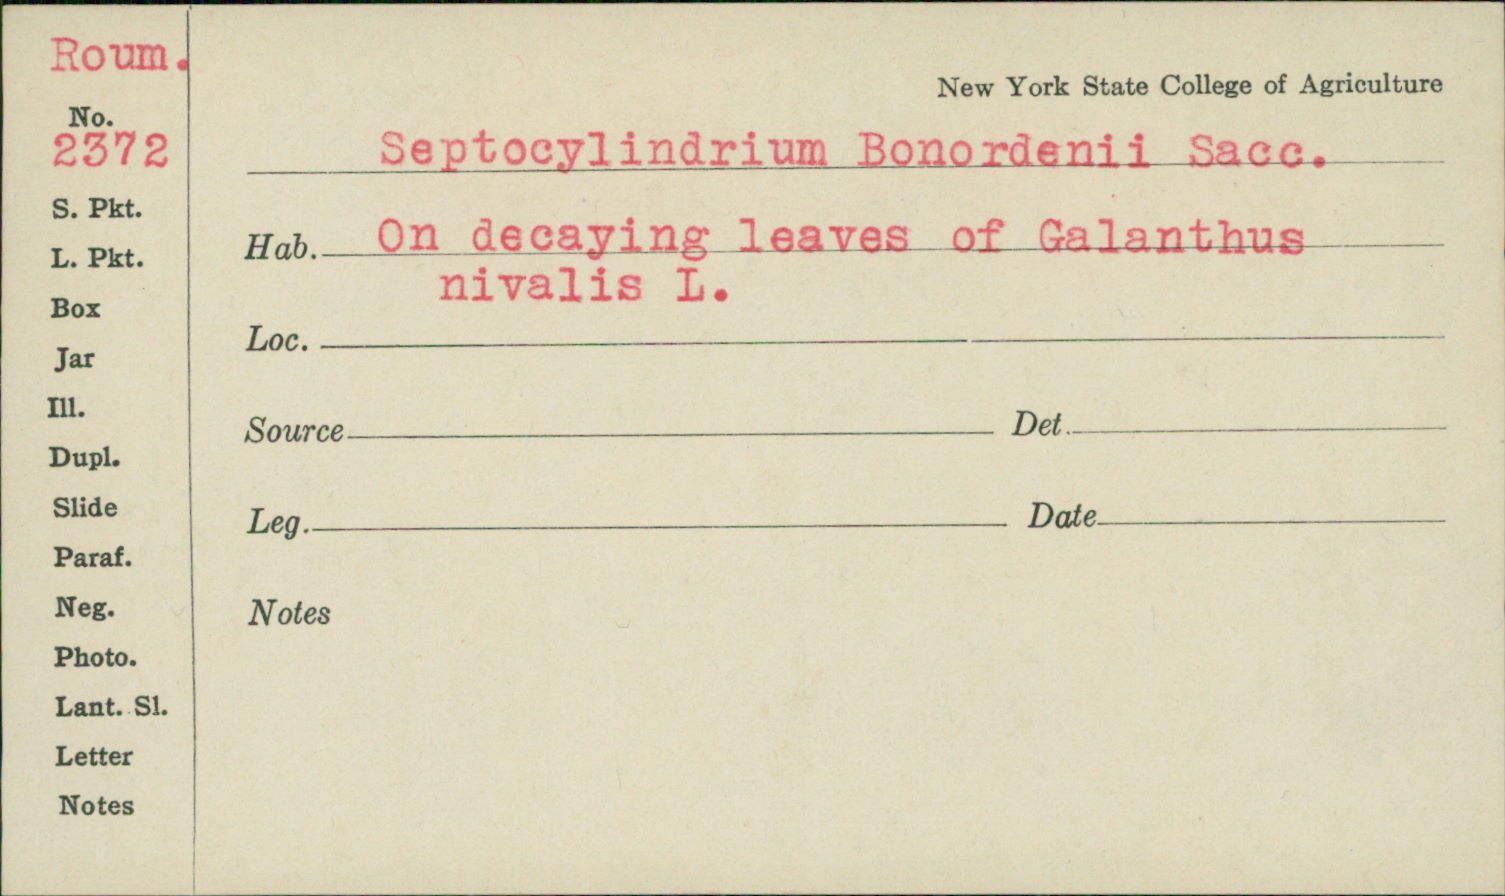 Roum.
No.
2372
S. Pkt.
L. Pkt.
Box
Jar
Ill.
Dupl.
Slide
Paraf.
Neg.
Photo.
Lant. Sl.
Letter
Notes
New York State College of Agriculture
Septocylindrium Bonordenii Sacc.
Hab. On decaying leaves of Galanthus
nivalis L.
Loc.
Source Det.
Leg. Date
Notes